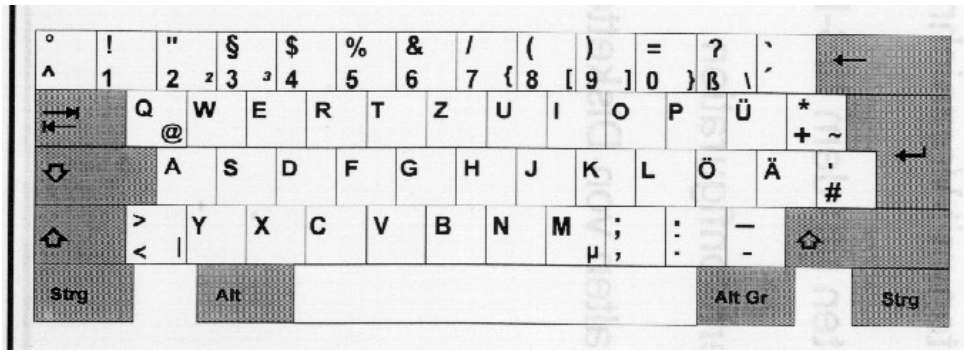 ° ! " § $ % & / ( ) = ? `
^ 1 2 ² 3 ³ 4 5 6 7 { 8 [ 9 ] 0 } ß \ ´
Q @ W E R T Z U I O P Ü * + ~
A S D F G H J K L Ö Ä ' #
> < | Y X C V B N M µ ; , : . — -
Strg Alt Alt Gr Strg